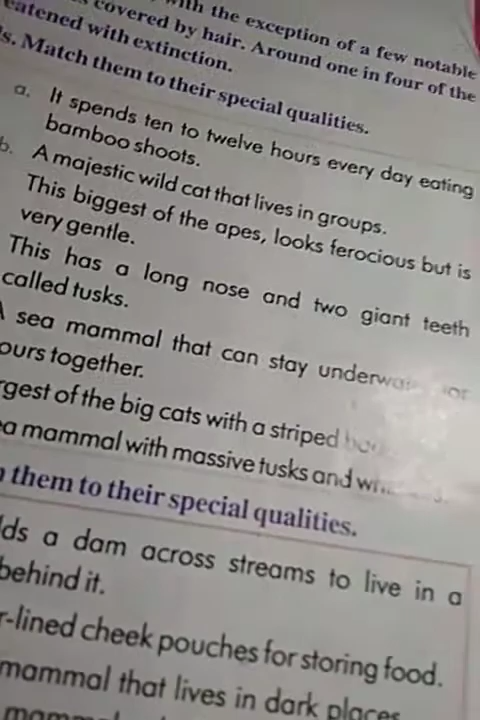 with the exception of a few notable
covered by hair. Around one in four of the
eatened with extinction.
s. Match them to their special qualities.
a. It spends ten to twelve hours every day eating
bamboo shoots.
b. A majestic wild cat that lives in groups.
This biggest of the apes, looks ferocious but is
very gentle.
This has a long nose and two giant teeth
called tusks.
A sea mammal that can stay underwater for
ours together.
rgest of the big cats with a striped
ea mammal with massive tusks and
them to their special qualities.
lds a dam across streams to live in a
behind it.
r-lined cheek pouches for storing food.
mammal that lives in dark places